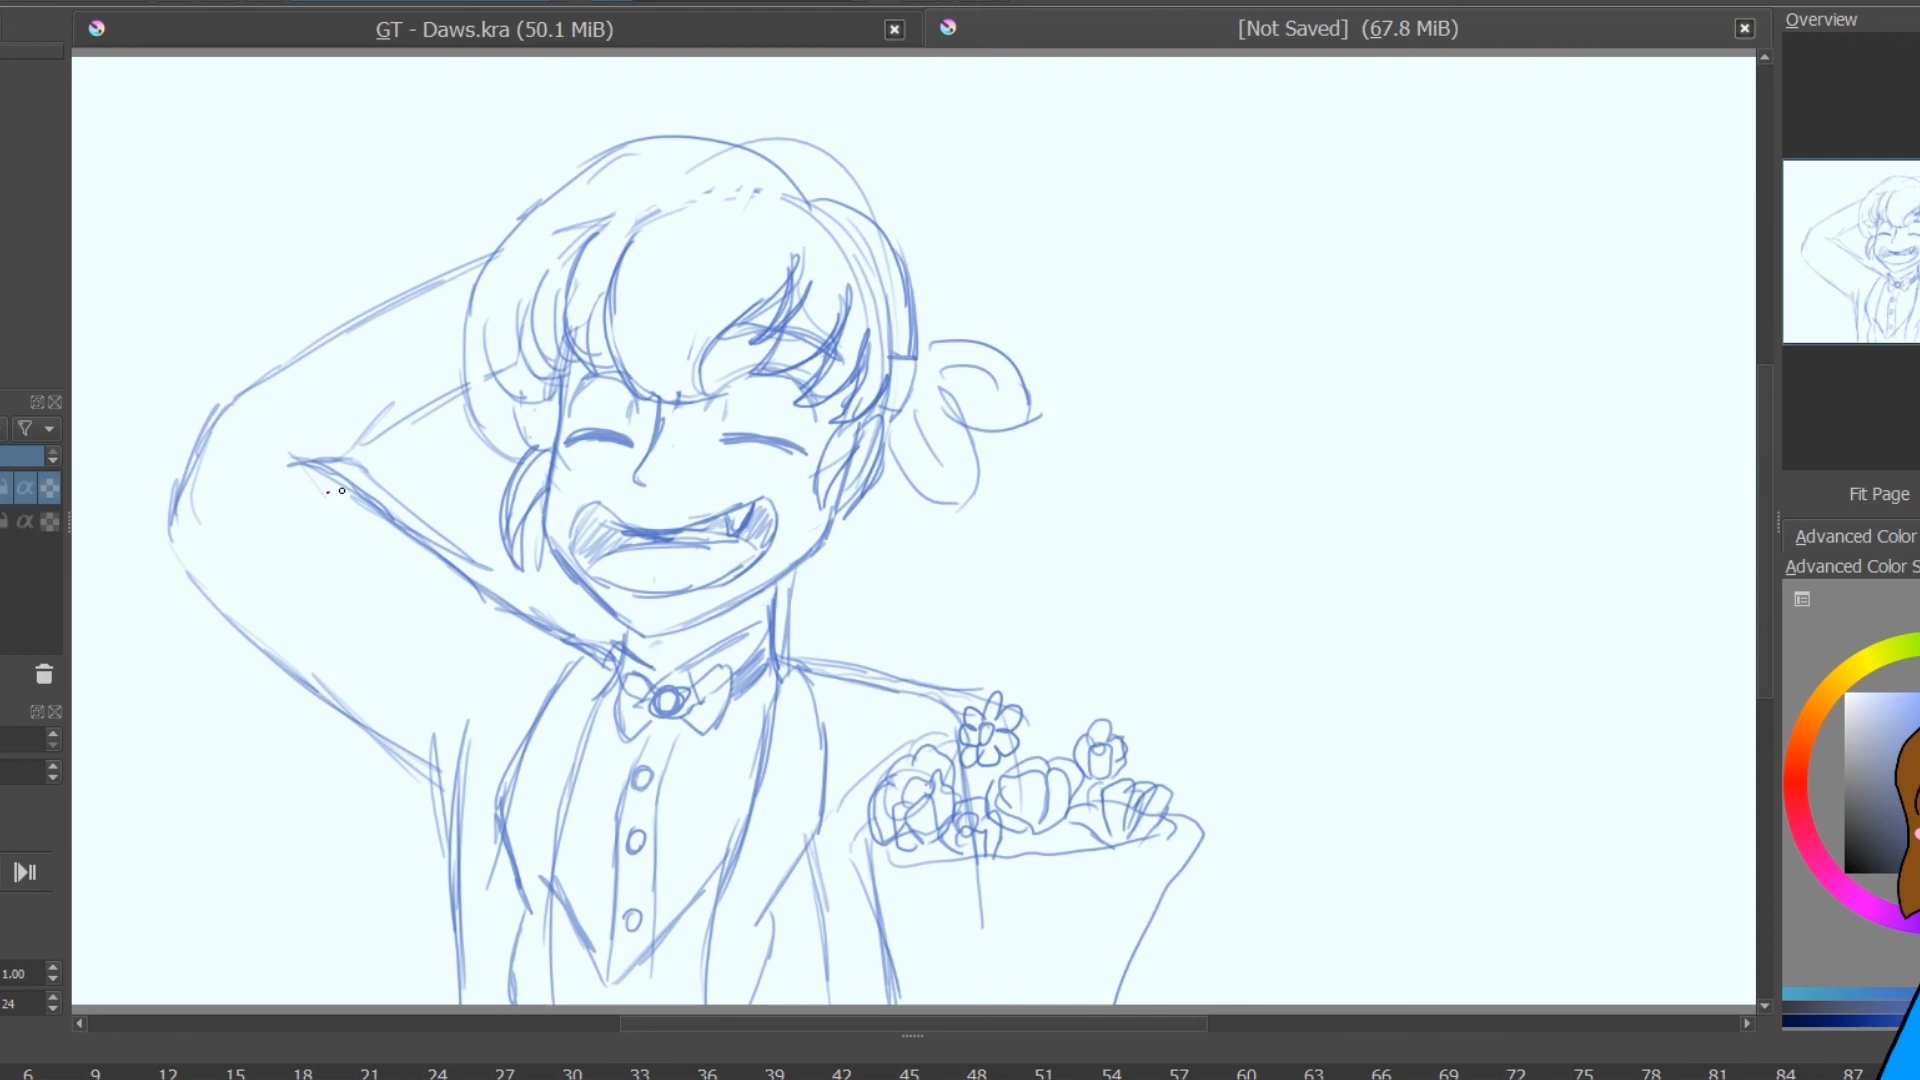 GT - Daws.kra (50.1 MiB)
[Not Saved] (67.8 MiB)
Overview
Fit Page
Advanced Color
Advanced Color S
1.00
24
6 9 12 15 18 21 24 27 30 33 36 39 42 45 48 51 54 57 60 63 66 69 72 75 78 81 84 87